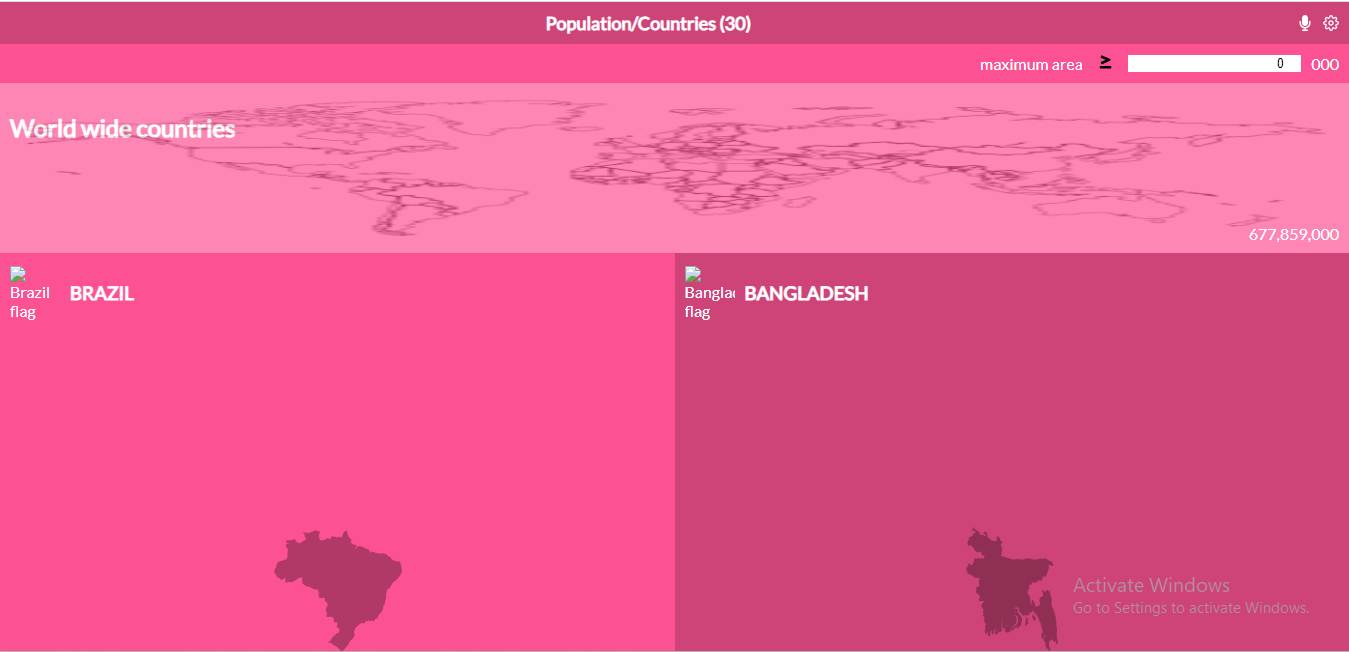 Population/Countries (30)
maximum area ≥ 0 000
World wide countries
677,859,000
Brazil
flag
BRAZIL
Banglac
flag
BANGLADESH
Activate Windows
Go to Settings to activate Windows.